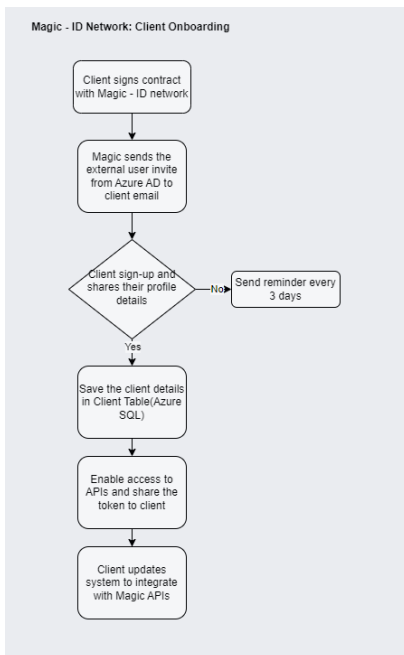 Magic - ID Network: Client Onboarding
Client signs contract
with Magic - ID network
Magic sends the
external user invite
from Azure AD to
client email
Client sign-up and
shares their profile
details
No
Send reminder every
3 days
Yes
Save the client details
in Client Table(Azure
SQL)
Enable access to
APIs and share the
token to client
Client updates
system to integrate
with Magic APIs